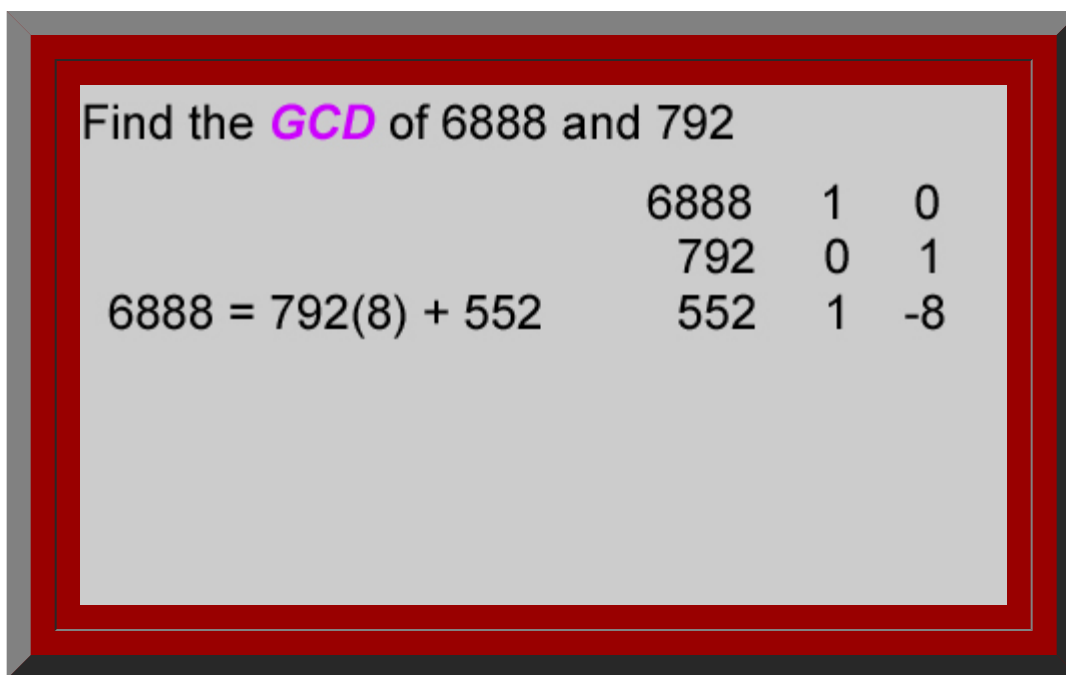 Find the GCD of 6888 and 792
6888 1 0
792 0 1
6888 = 792(8) + 552 552 1 -8